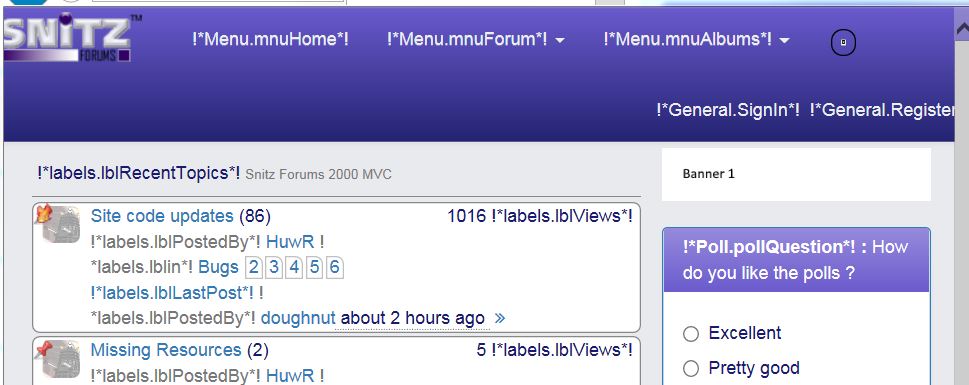 SNiTZ™
FORUMS
!*Menu.mnuHome*! !*Menu.mnuForum*! !*Menu.mnuAlbums*!
!*General.SignIn*! !*General.Register
!*labels.lblRecentTopics*! Snitz Forums 2000 MVC
Site code updates (86) 1016 !*labels.lblViews*!
!*labels.lblPostedBy*! HuwR !
*labels.lblin*! Bugs 2 3 4 5 6
!*labels.lblLastPost*! !
*labels.lblPostedBy*! doughnut about 2 hours ago »
Missing Resources (2) 5 !*labels.lblViews*!
!*labels.lblPostedBy*! HuwR !
Banner 1
!*Poll.pollQuestion*! : How
do you like the polls ?
Excellent
Pretty good